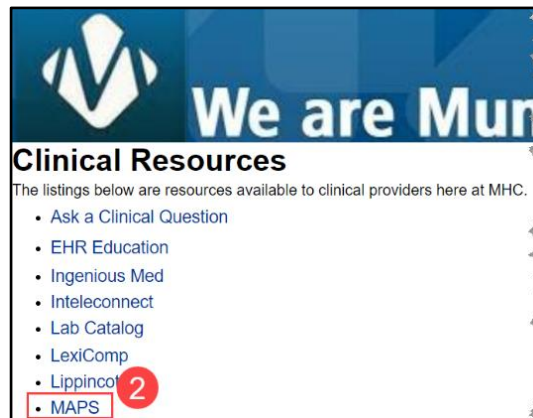 We are Mun
Clinical Resources
The listings below are resources available to clinical providers here at MHC.
Ask a Clinical Question
EHR Education
Ingenious Med
Inteleconnect
Lab Catalog
LexiComp
Lippincot
2
MAPS